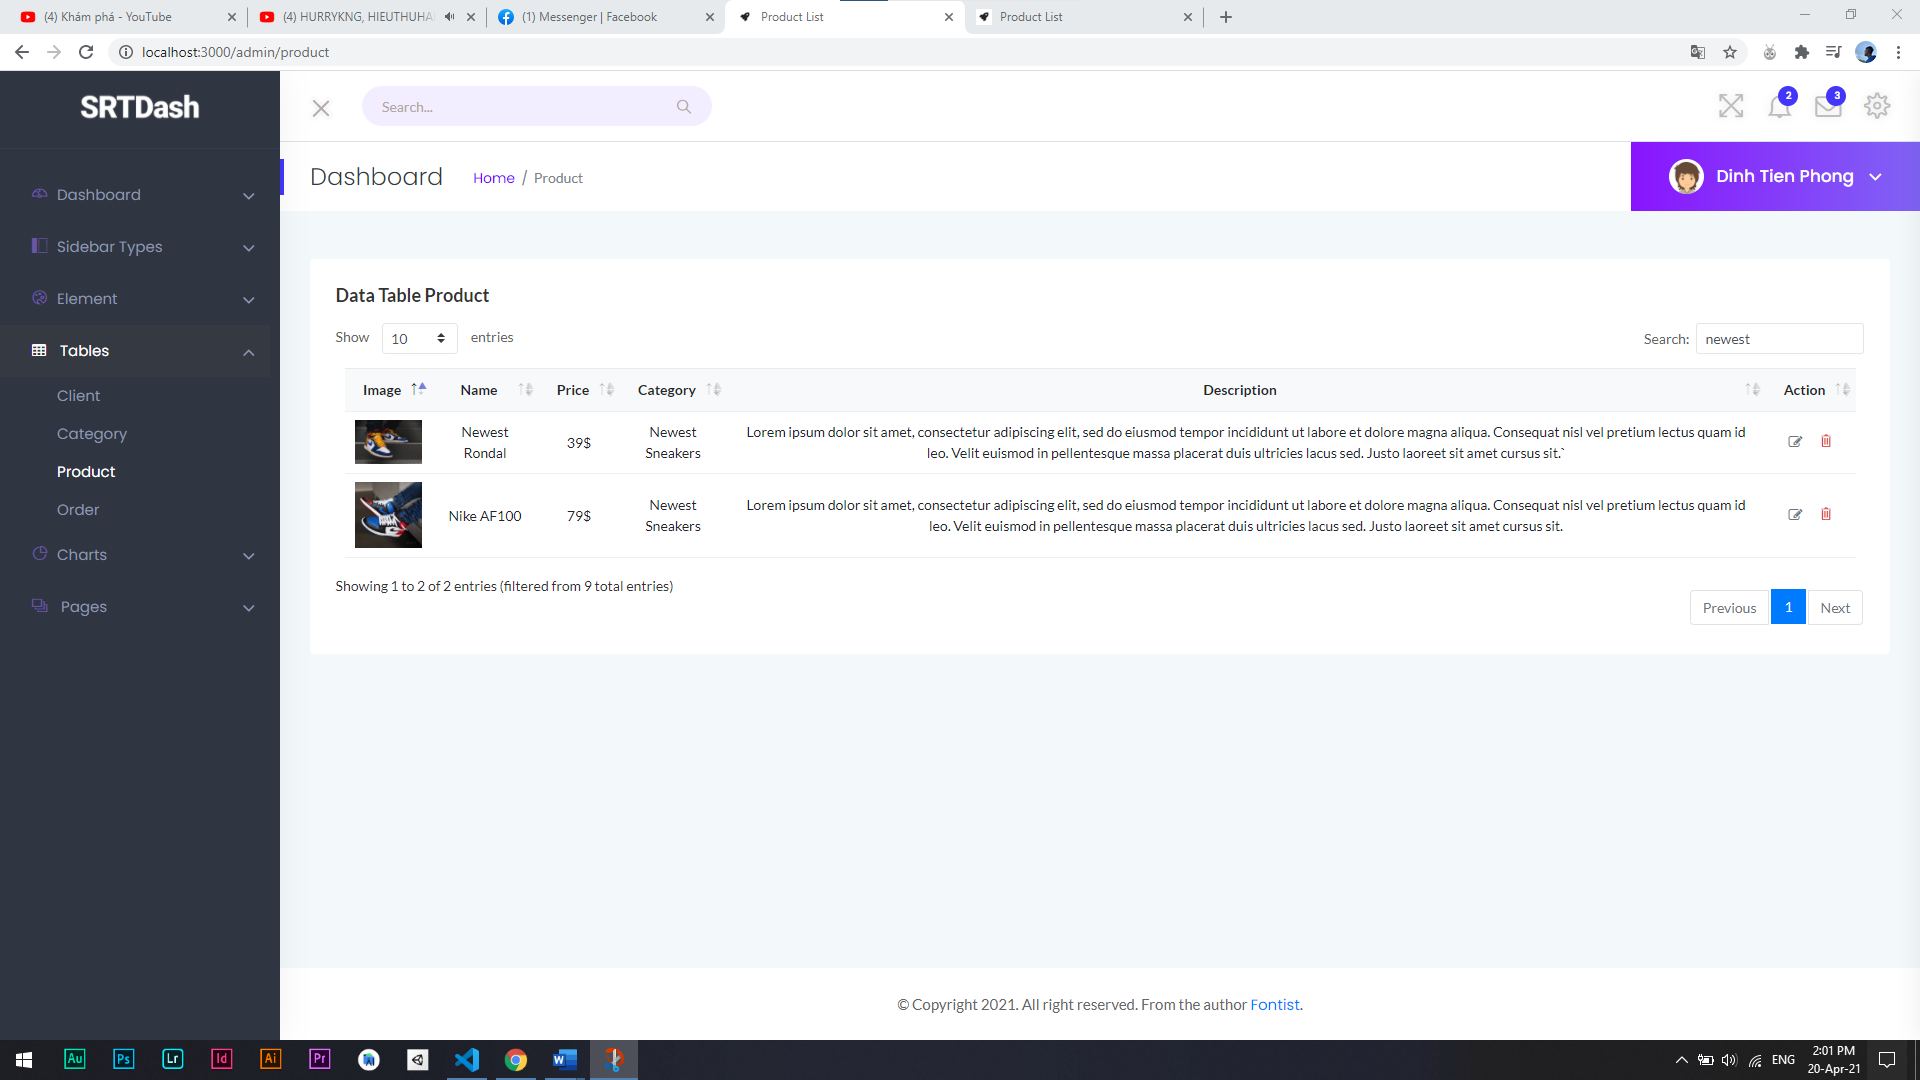 (4) Khám phá - YouTube
(4) HURRYKNG, HIEUTHUHA
(1) Messenger | Facebook
Product List
Product List
localhost:3000/admin/product
SRTDash
Search...
2
3
Dashboard
Home / Product
Dinh Tien Phong
Dashboard
Sidebar Types
Element
Tables
Client
Category
Product
Order
Charts
Pages
Data Table Product
Show 10 entries
Search: newest
Image Name Price Category Description Action
Newest Rondal 39$ Newest Sneakers Lorem ipsum dolor sit amet, consectetur adipiscing elit, sed do eiusmod tempor incididunt ut labore et dolore magna aliqua. Consequat nisl vel pretium lectus quam id
leo. Velit euismod in pellentesque massa placerat duis ultricies lacus sed. Justo laoreet sit amet cursus sit.`
Nike AF100 79$ Newest Sneakers Lorem ipsum dolor sit amet, consectetur adipiscing elit, sed do eiusmod tempor incididunt ut labore et dolore magna aliqua. Consequat nisl vel pretium lectus quam id
leo. Velit euismod in pellentesque massa placerat duis ultricies lacus sed. Justo laoreet sit amet cursus sit.
Showing 1 to 2 of 2 entries (filtered from 9 total entries)
Previous 1 Next
© Copyright 2021. All right reserved. From the author Fontist.
Au Ps Lr Id Ai Pr
ENG
2:01 PM
20-Apr-21